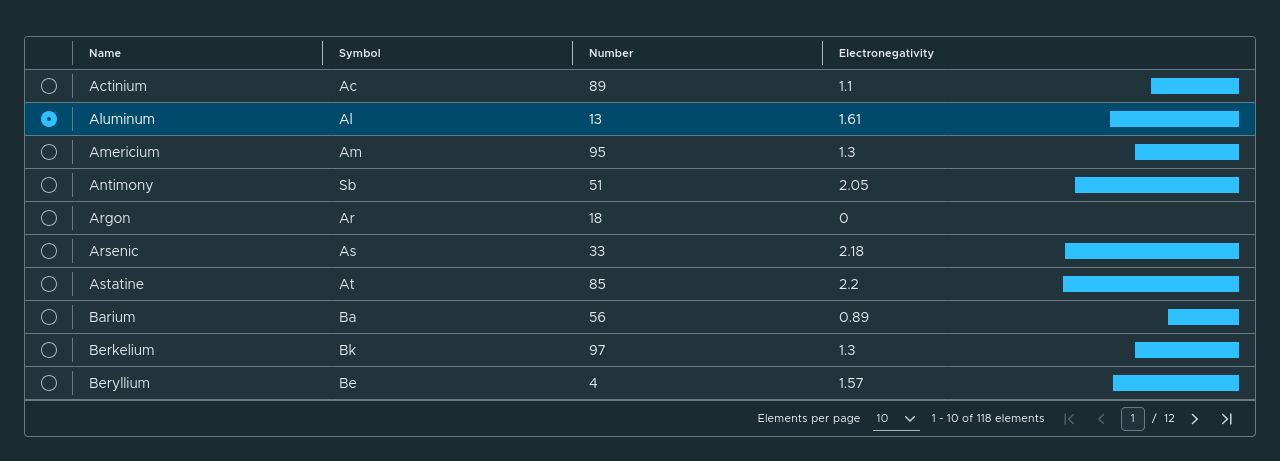 Name Symbol Number Electronegativity
Actinium Ac 89 1.1
Aluminum Al 13 1.61
Americium Am 95 1.3
Antimony Sb 51 2.05
Argon Ar 18 0
Arsenic As 33 2.18
Astatine At 85 2.2
Barium Ba 56 0.89
Berkelium Bk 97 1.3
Beryllium Be 4 1.57
Elements per page 10 1 - 10 of 118 elements 1 / 12